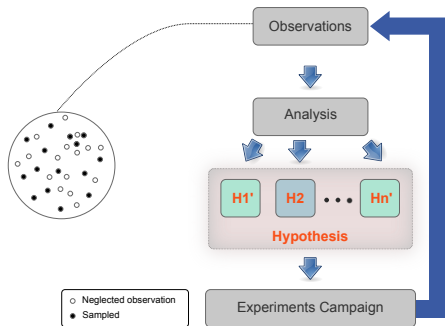 Observations
Analysis
H1' H2 • • • Hn'
Hypothesis
Experiments Campaign
Neglected observation
Sampled